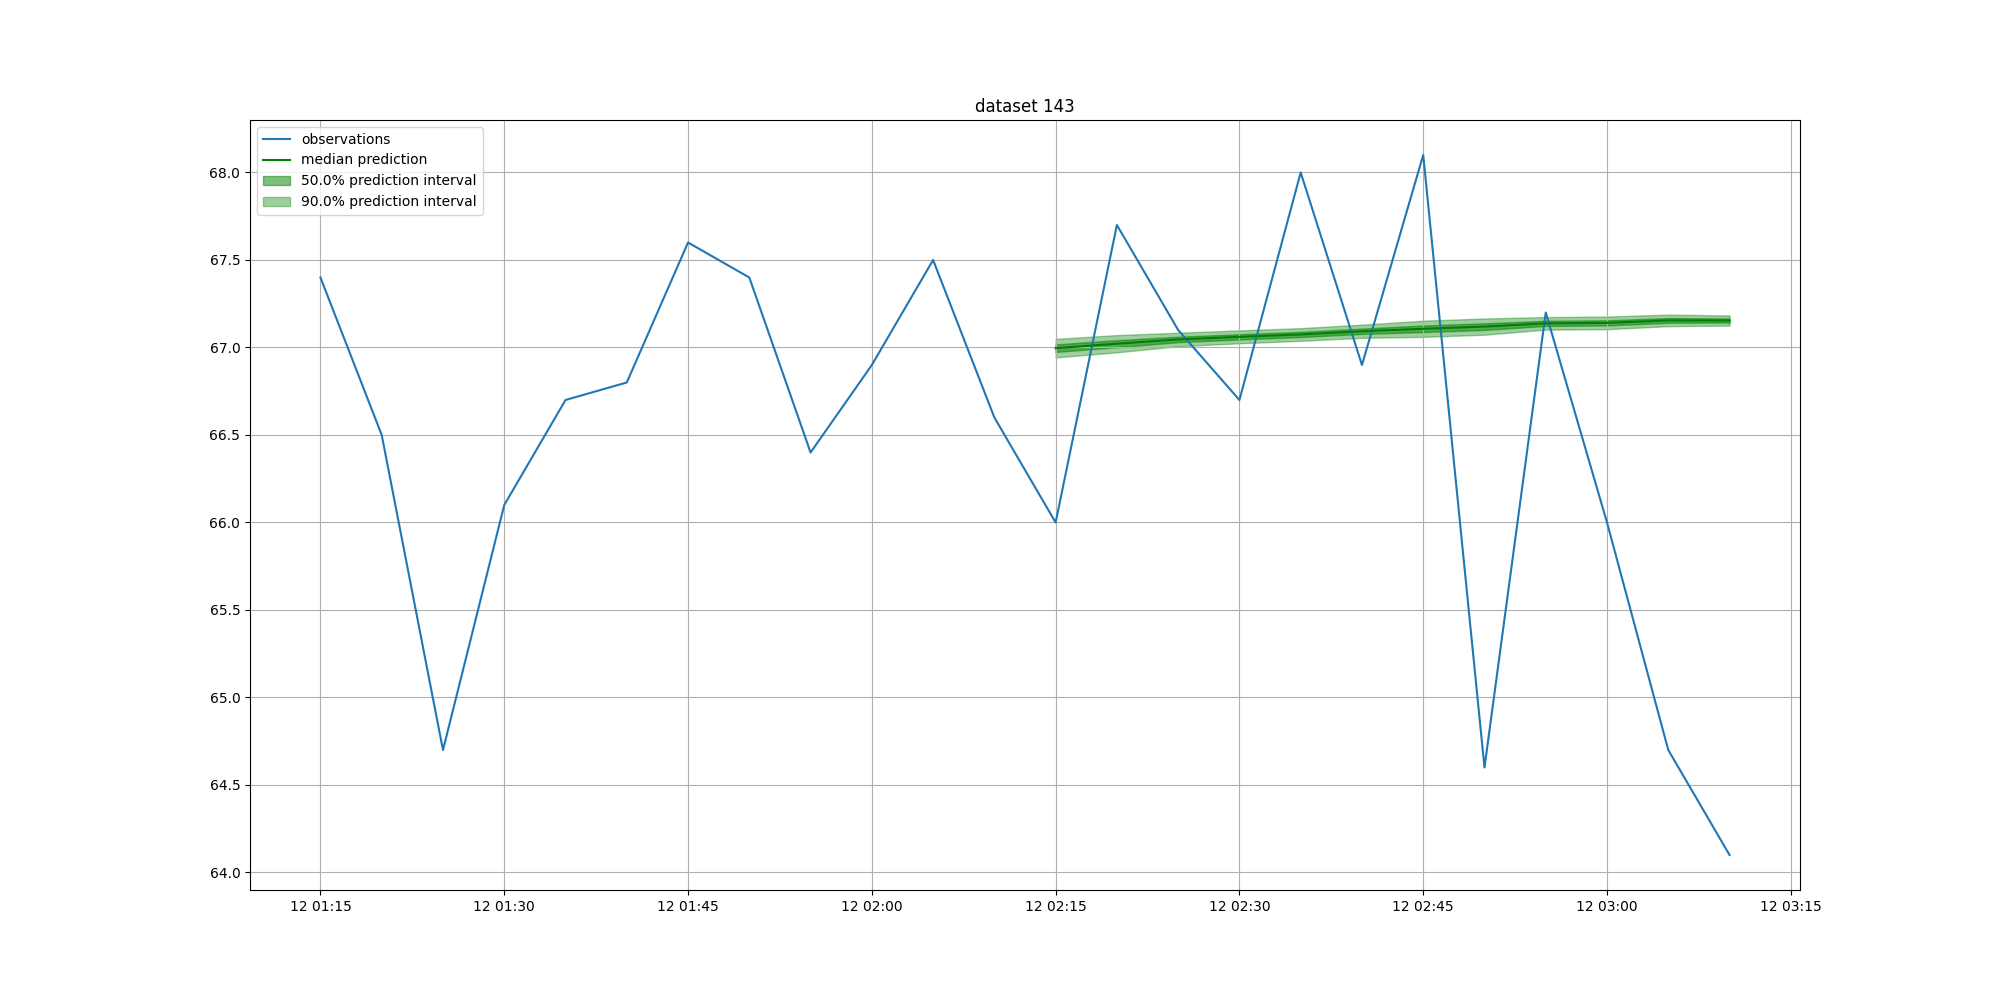 dataset 143
observations
median prediction
50.0% prediction interval
90.0% prediction interval
68.0
67.5
67.0
66.5
66.0
65.5
65.0
64.5
64.0
12 01:15 12 01:30 12 01:45 12 02:00 12 02:15 12 02:30 12 02:45 12 03:00 12 03:15